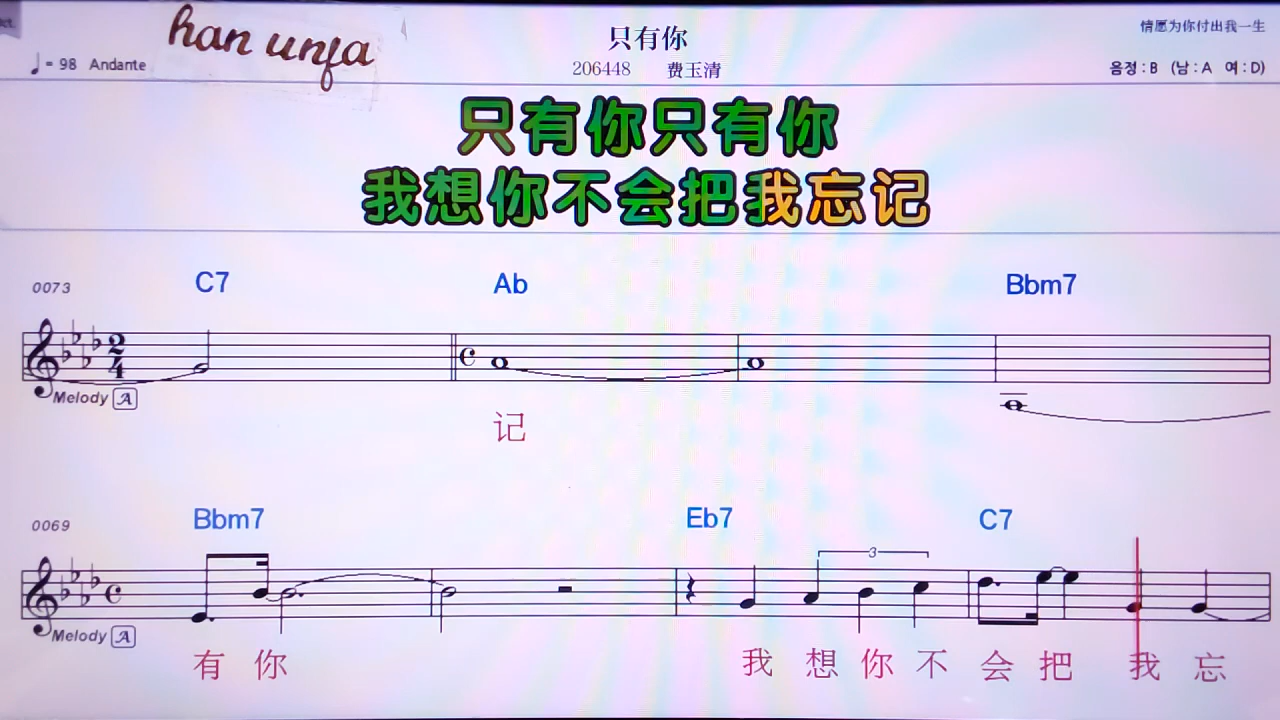 ct.
han unfa
只有你
情愿为你付出我一生
♩= 98 Andante
206448 费玉清
음정 : B (남 : A 여 : D)
只有你只有你
我想你不会把我忘记
0073 C7 Ab Bbm7
2
4
Melody A
记
0069 Bbm7 Eb7 C7
3
Melody A
有 你 我 想 你 不 会 把 我 忘